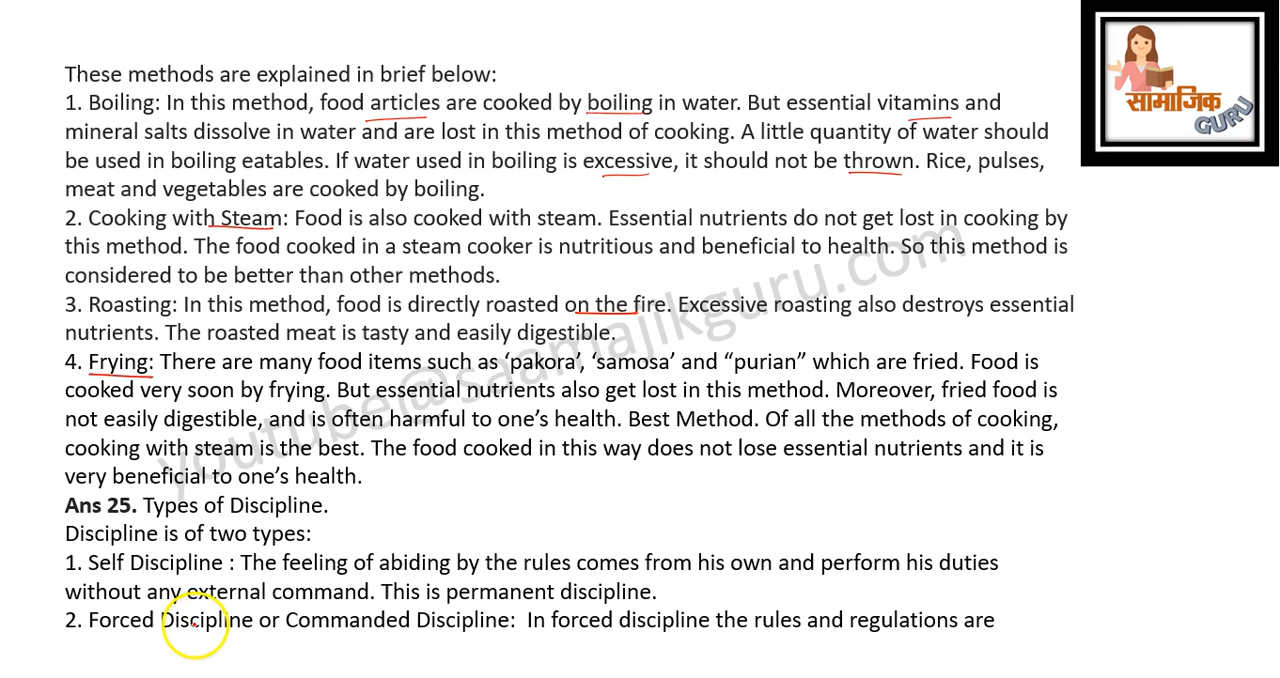 These methods are explained in brief below:
1. Boiling: In this method, food articles are cooked by boiling in water. But essential vitamins and
mineral salts dissolve in water and are lost in this method of cooking. A little quantity of water should
be used in boiling eatables. If water used in boiling is excessive, it should not be thrown. Rice, pulses,
meat and vegetables are cooked by boiling.
2. Cooking with Steam: Food is also cooked with steam. Essential nutrients do not get lost in cooking by
this method. The food cooked in a steam cooker is nutritious and beneficial to health. So this method is
considered to be better than other methods.
3. Roasting: In this method, food is directly roasted on the fire. Excessive roasting also destroys essential
nutrients. The roasted meat is tasty and easily digestible.
4. Frying: There are many food items such as ‘pakora’, ‘samosa’ and “purian” which are fried. Food is
cooked very soon by frying. But essential nutrients also get lost in this method. Moreover, fried food is
not easily digestible, and is often harmful to one’s health. Best Method. Of all the methods of cooking,
cooking with steam is the best. The food cooked in this way does not lose essential nutrients and it is
very beneficial to one’s health.
Ans 25. Types of Discipline.
Discipline is of two types:
1. Self Discipline : The feeling of abiding by the rules comes from his own and perform his duties
without any external command. This is permanent discipline.
2. Forced Discipline or Commanded Discipline: In forced discipline the rules and regulations are
सामाजिक
GURU
youtube@saamajikguru.com